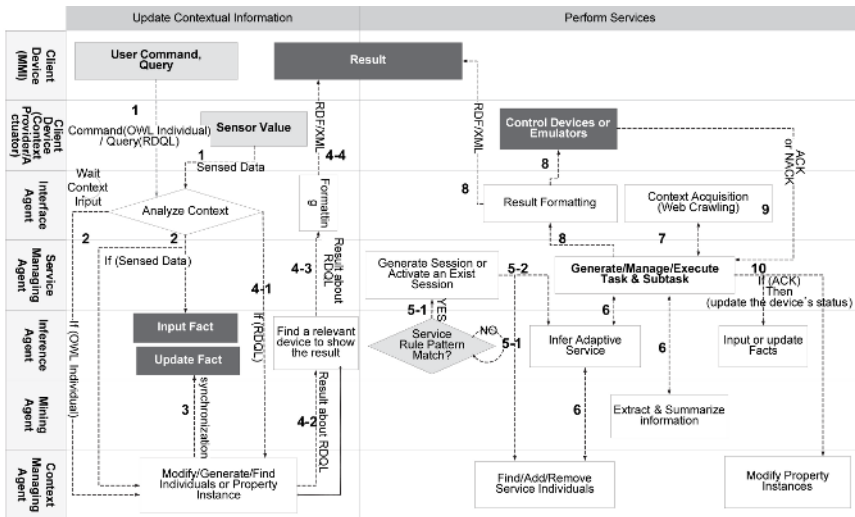 Update Contextual Information
Perform Services
Client
Device
(MMI)
User Command,
Query
Result
Client
Device
(Context
Provider/A
ctuator)
1
Command(OWL Individual)
/ Query(RDQL)
Sensor Value
1
Sensed Data
RDF/XML
4-4
RDF/XML
Control Devices or
Emulators
8
ACK
or NACK
Interface
Agent
Wait
Context
Input
Analyze Context
2
2
Formattin
g
8
Result Formatting
Context Acquisition
(Web Crawling)
9
8
7
Service
Managing
Agent
If (Sensed Data)
4-1
4-3
Result about
RDQL
Generate Session or
Activate an Exist
Session
5-2
Generate/Manage/Execute
Task & Subtask
10
If (ACK)
Then
(update the device`s status)
5-1
YES
6
Inference
Agent
If (OWL Individual)
Input Fact
Update Fact
If (RDQL)
Find a relevant
device to show
the result
Service
Rule Pattern
Match?
NO
5-1
Infer Adaptive
Service
6
Input or update
Facts
Mining
Agent
3
synchronization
4-2
Result about RDQL
6
Extract & Summarize
information
Context
Managing
Agent
Modify/Generate/Find
Individuals or Property
Instance
Find/Add/Remove
Service Individuals
Modify Property
Instances